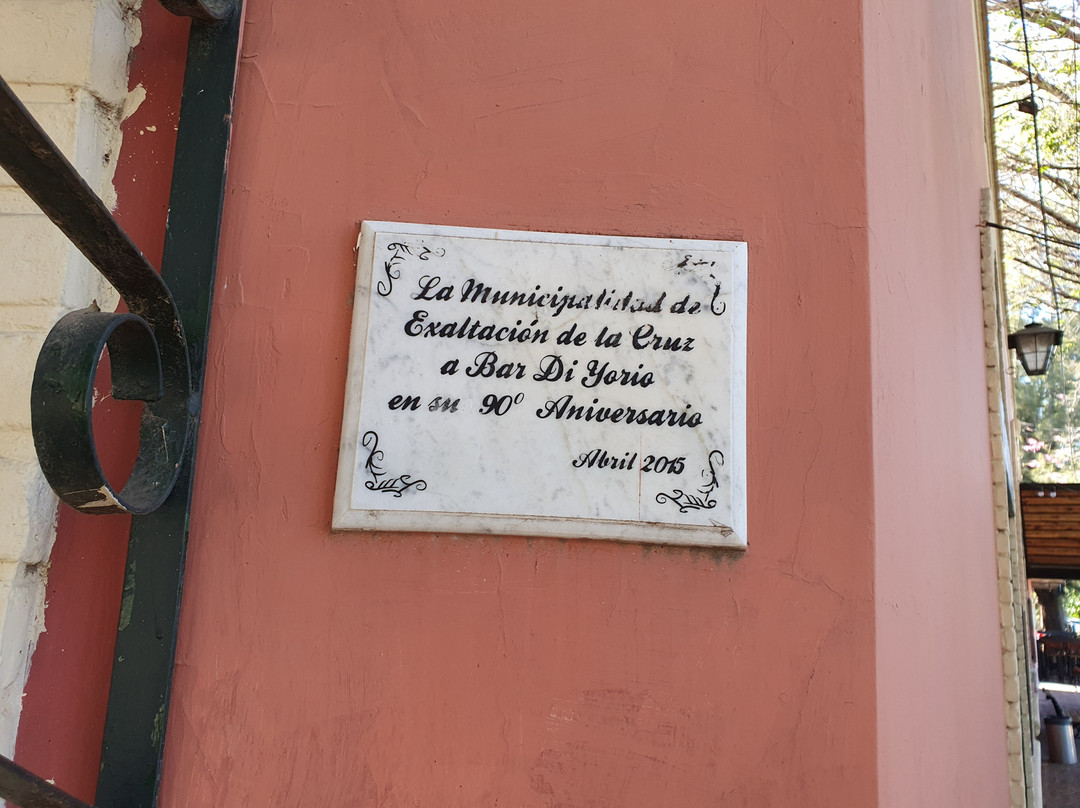 La Municipalidad de
Exaltación de la Cruz
a Bar Di Yorio
en su 90º Aniversario
Abril 2015